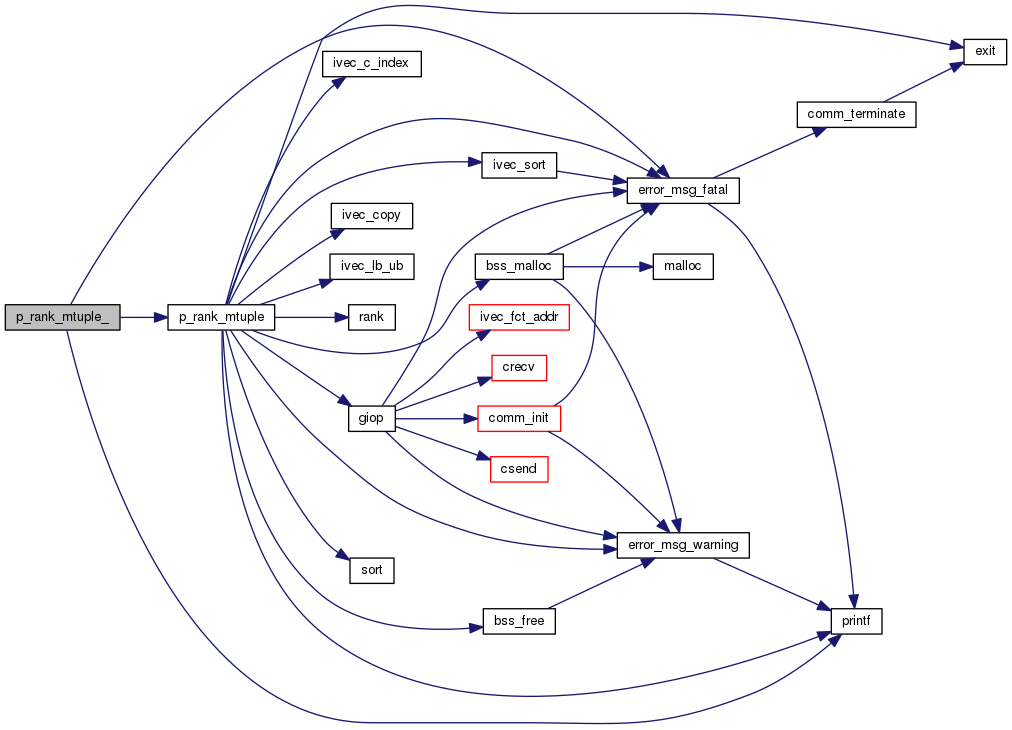 exit
ivec_c_index
comm_terminate
ivec_sort
error_msg_fatal
ivec_copy
bss_malloc
malloc
ivec_lb_ub
p_rank_mtuple_
p_rank_mtuple
rank
ivec_fct_addr
crecv
giop
comm_init
csend
error_msg_warning
sort
bss_free
printf